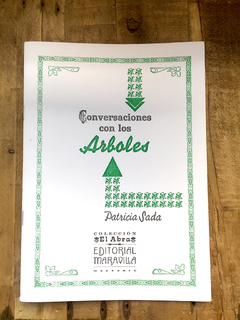 Conversaciones
con los
Arboles
Patricia Sada
COLECCIÓN
El Abra
EDITORIAL
MARAVILLA